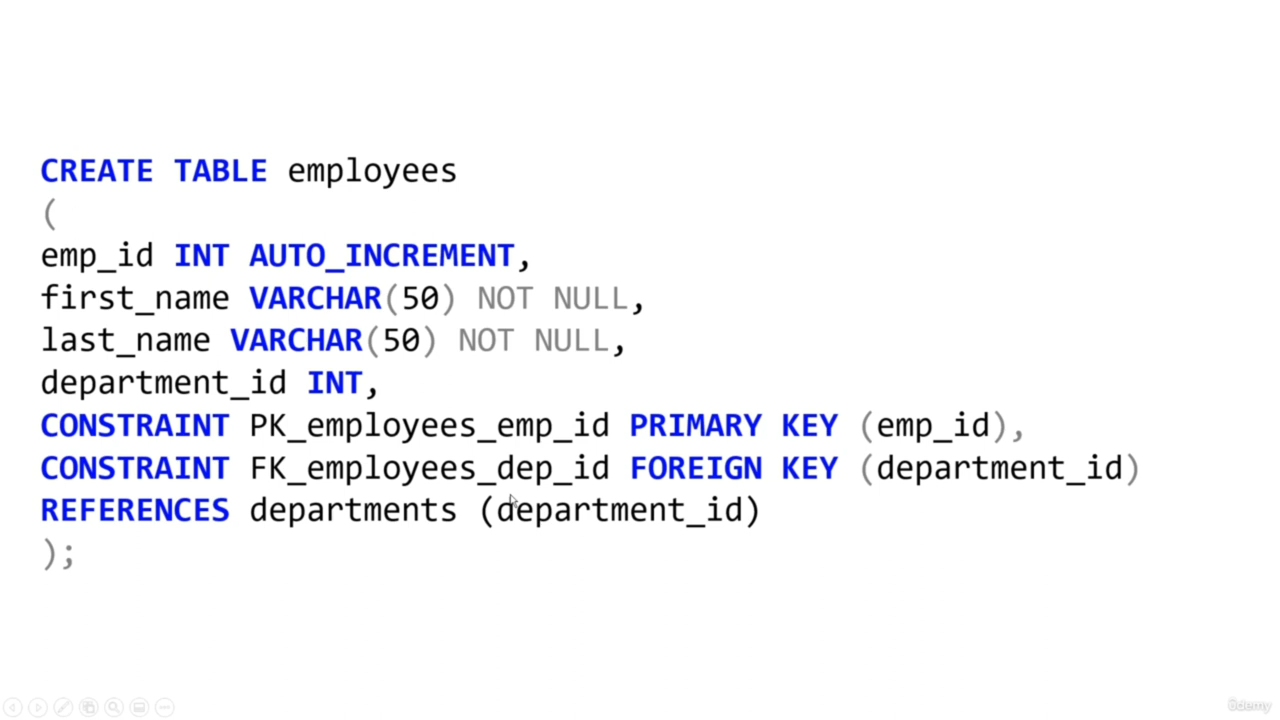 CREATE TABLE employees
(
emp_id INT AUTO_INCREMENT,
first_name VARCHAR(50) NOT NULL,
last_name VARCHAR(50) NOT NULL,
department_id INT,
CONSTRAINT PK_employees_emp_id PRIMARY KEY (emp_id),
CONSTRAINT FK_employees_dep_id FOREIGN KEY (department_id)
REFERENCES departments (department_id)
);
ûdemy